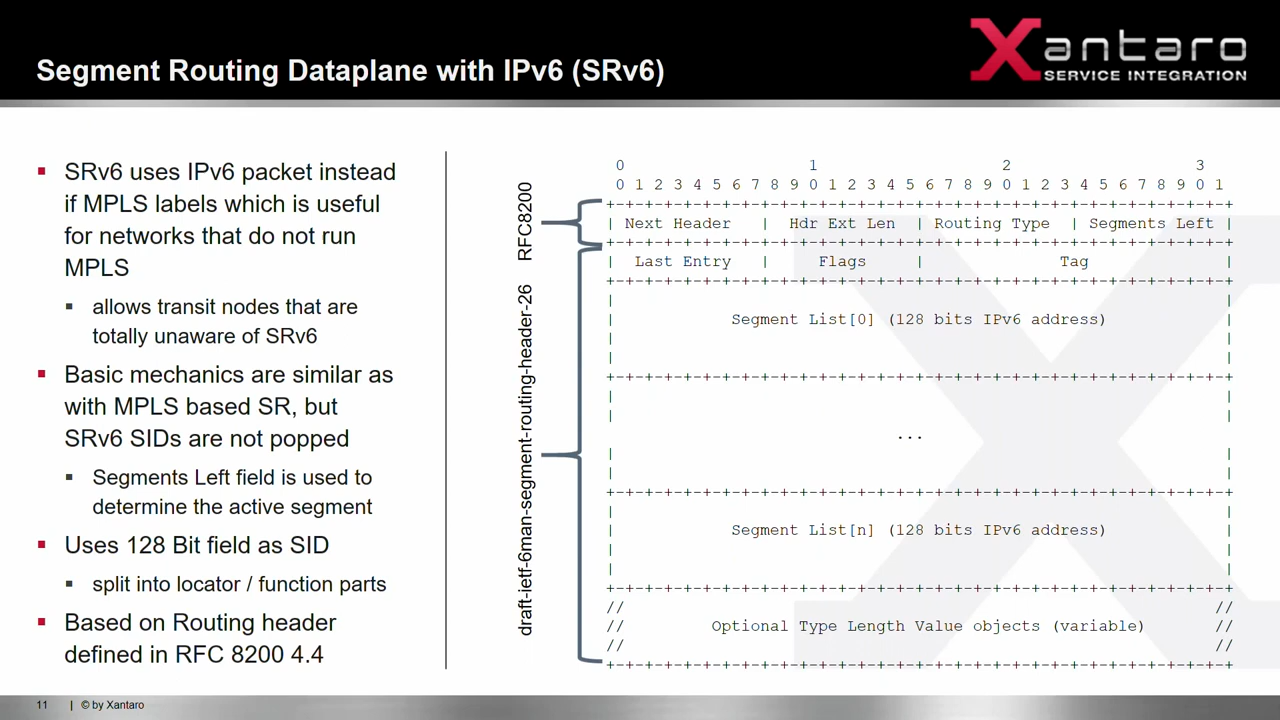 Segment Routing Dataplane with IPv6 (SRv6)
Xantaro
SERVICE INTEGRATION
▪ SRv6 uses IPv6 packet instead
if MPLS labels which is useful
for networks that do not run
MPLS
▪ allows transit nodes that are
totally unaware of SRv6
▪ Basic mechanics are similar as
with MPLS based SR, but
SRv6 SIDs are not popped
▪ Segments Left field is used to
determine the active segment
▪ Uses 128 Bit field as SID
▪ split into locator / function parts
▪ Based on Routing header
defined in RFC 8200 4.4
RFC8200
draft-ietf-6man-segment-routing-header-26
0 1 2 3
0 1 2 3 4 5 6 7 8 9 0 1 2 3 4 5 6 7 8 9 0 1 2 3 4 5 6 7 8 9 0 1
+-+-+-+-+-+-+-+-+-+-+-+-+-+-+-+-+-+-+-+-+-+-+-+-+-+-+-+-+-+-+-+-+
| Next Header | Hdr Ext Len | Routing Type | Segments Left |
+-+-+-+-+-+-+-+-+-+-+-+-+-+-+-+-+-+-+-+-+-+-+-+-+-+-+-+-+-+-+-+-+
| Last Entry | Flags | Tag |
+-+-+-+-+-+-+-+-+-+-+-+-+-+-+-+-+-+-+-+-+-+-+-+-+-+-+-+-+-+-+-+-+
| |
| Segment List[0] (128 bits IPv6 address) |
| |
| |
+-+-+-+-+-+-+-+-+-+-+-+-+-+-+-+-+-+-+-+-+-+-+-+-+-+-+-+-+-+-+-+-+
| |
| |
...
| |
| |
+-+-+-+-+-+-+-+-+-+-+-+-+-+-+-+-+-+-+-+-+-+-+-+-+-+-+-+-+-+-+-+-+
| |
| Segment List[n] (128 bits IPv6 address) |
| |
| |
+-+-+-+-+-+-+-+-+-+-+-+-+-+-+-+-+-+-+-+-+-+-+-+-+-+-+-+-+-+-+-+-+
// //
// Optional Type Length Value objects (variable) //
// //
+-+-+-+-+-+-+-+-+-+-+-+-+-+-+-+-+-+-+-+-+-+-+-+-+-+-+-+-+-+-+-+-+
11 | © by Xantaro